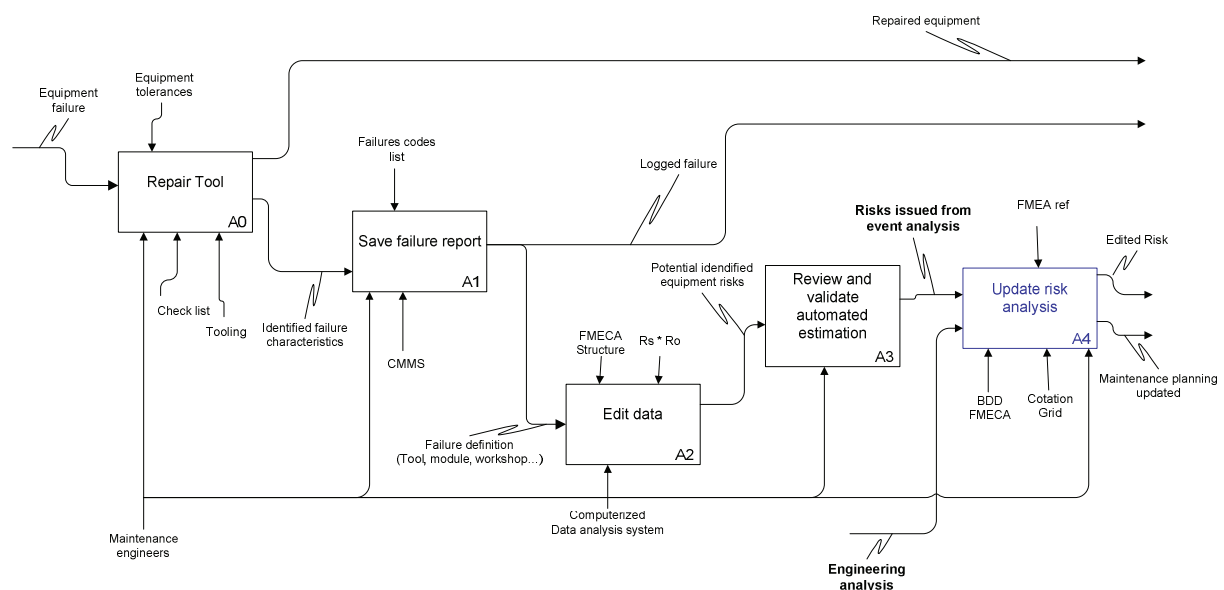 Repaired equipment
Equipment
tolerances
Equipment
failure
Repair Tool
A0
Failures codes
list
Logged failure
Save failure report
A1
Check list
Tooling
Identified failure
characteristics
CMMS
Risks issued from
event analysis
FMEA ref
Edited Risk
Potential idendified
equipment risks
Review and
validate
automated
estimation
A3
Update risk
analysis
A4
Maintenance planning
updated
FMECA
Structure
Rs * Ro
BDD
FMECA
Cotation
Grid
Edit data
A2
Failure definition
(Tool, module, workshop...)
Computerized
Data analysis system
Maintenance
engineers
Engineering
analysis